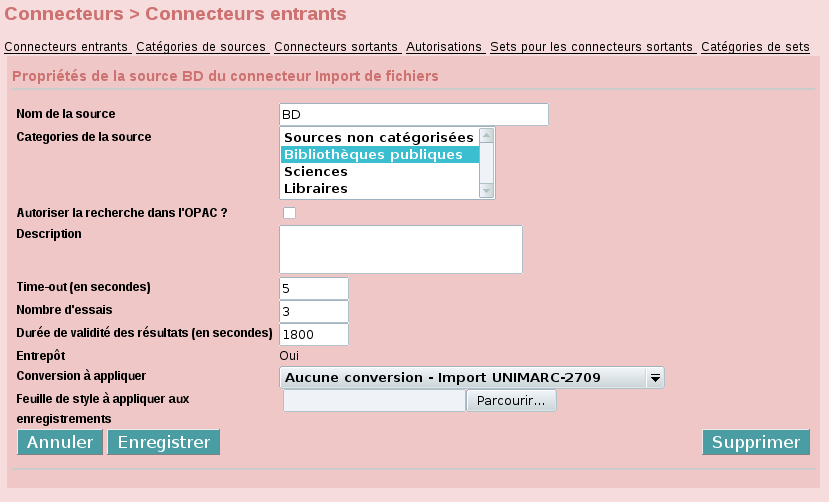 Connecteurs > Connecteurs entrants
Connecteurs entrants Catégories de sources Connecteurs sortants Autorisations Sets pour les connecteurs sortants Catégories de sets
Propriétés de la source BD du connecteur Import de fichiers
Nom de la source BD
Categories de la source Sources non catégorisées
Bibliothèques publiques
Sciences
Libraires
Autoriser la recherche dans l'OPAC ?
Description
Time-out (en secondes) 5
Nombre d'essais 3
Durée de validité des résultats (en secondes) 1800
Entrepôt Oui
Conversion à appliquer Aucune conversion - Import UNIMARC-2709
Feuille de style à appliquer aux Parcourir...
enregistrements
Annuler Enregistrer Supprimer